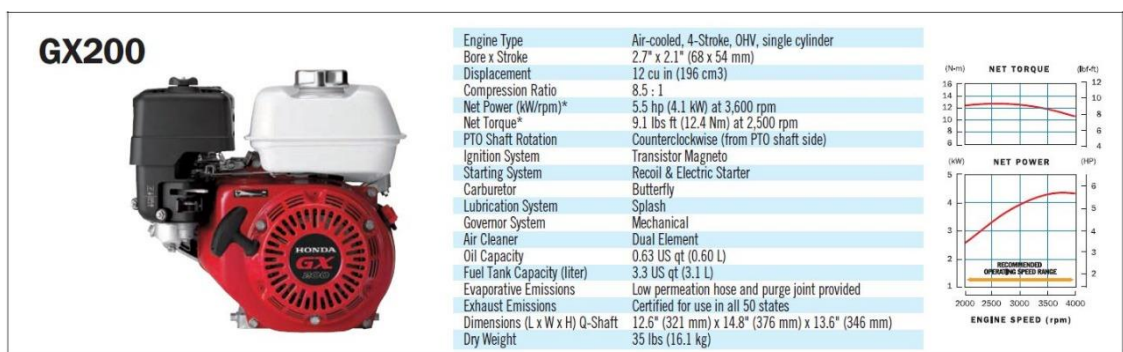 GX200
HONDA
GX
200
Engine Type Air-cooled, 4-Stroke, OHV, single cylinder
Bore x Stroke 2.7" x 2.1" (68 x 54 mm)
Displacement 12 cu in (196 cm3)
Compression Ratio 8.5 : 1
Net Power (kW/rpm)* 5.5 hp (4.1 kW) at 3,600 rpm
Net Torque* 9.1 lbs ft (12.4 Nm) at 2,500 rpm
PTO Shaft Rotation Counterclockwise (from PTO shaft side)
Ignition System Transistor Magneto
Starting System Recoil & Electric Starter
Carburetor Butterfly
Lubrication System Splash
Governor System Mechanical
Air Cleaner Dual Element
Oil Capacity 0.63 US qt (0.60 L)
Fuel Tank Capacity (liter) 3.3 US qt (3.1 L)
Evaporative Emissions Low permeation hose and purge joint provided
Exhaust Emissions Certified for use in all 50 states
Dimensions (L x W x H) Q-Shaft 12.6" (321 mm) x 14.8" (376 mm) x 13.6" (346 mm)
Dry Weight 35 lbs (16.1 kg)
(N-m) NET TORQUE (lbf-ft)
16 12
14 10
12
10 8
8 6
6 4
(kW) NET POWER (HP)
5
6
4 5
3 4
3
2 2
1
RECOMMENDED
OPERATING SPEED RANGE
2000 2500 3000 3500 4000
ENGINE SPEED (rpm)